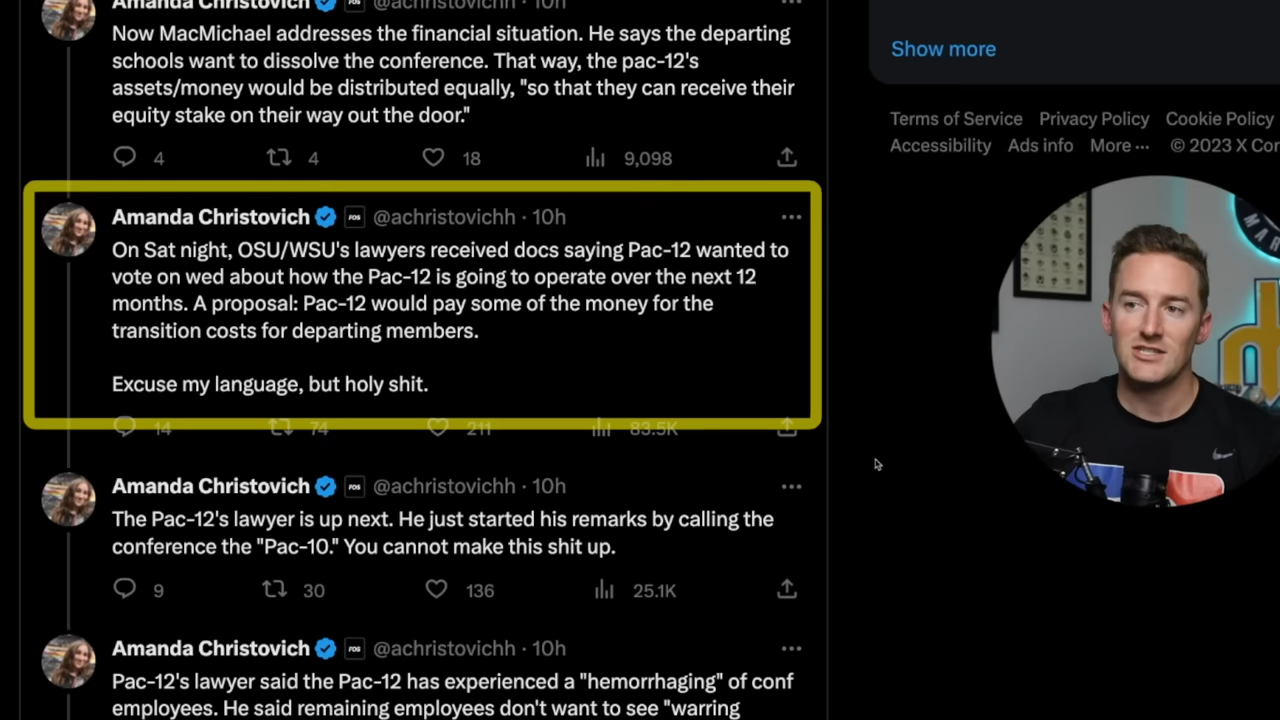 Amanda Christovich @achristovichh · 10h
Now MacMichael addresses the financial situation. He says the departing
schools want to dissolve the conference. That way, the pac-12's
assets/money would be distributed equally, "so that they can receive their
equity stake on their way out the door."
4 4 18 9,098
Amanda Christovich FOS @achristovichh · 10h
On Sat night, OSU/WSU's lawyers received docs saying Pac-12 wanted to
vote on wed about how the Pac-12 is going to operate over the next 12
months. A proposal: Pac-12 would pay some of the money for the
transition costs for departing members.
Excuse my language, but holy shit.
14 74 211 83.5K
Amanda Christovich FOS @achristovichh · 10h
The Pac-12's lawyer is up next. He just started his remarks by calling the
conference the "Pac-10." You cannot make this shit up.
9 30 136 25.1K
Amanda Christovich FOS @achristovichh · 10h
Pac-12's lawyer said the Pac-12 has experienced a "hemorrhaging" of conf
employees. He said remaining employees don't want to see "warring
Show more
Terms of Service Privacy Policy Cookie Policy
Accessibility Ads info More ··· © 2023 X Cor
MAR